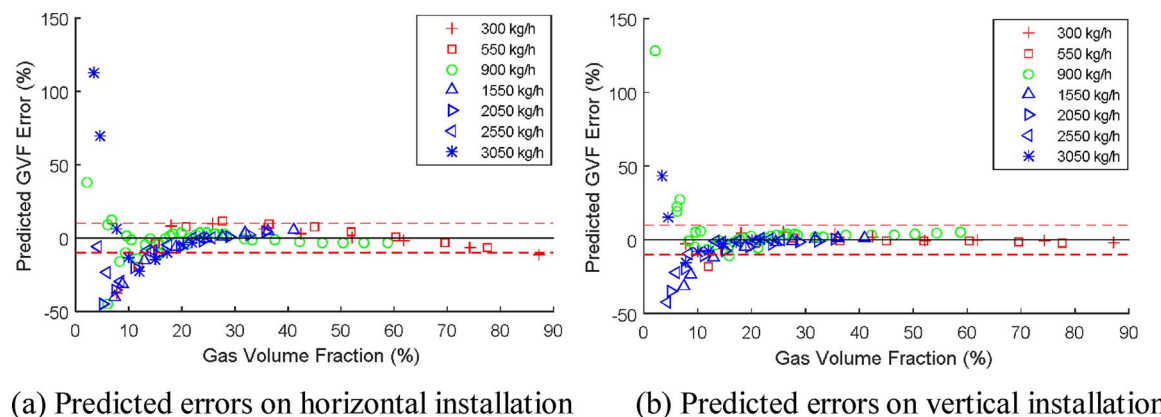 150
100
50
0
-50
Predicted GVF Error (%)
0 10 20 30 40 50 60 70 80 90
Gas Volume Fraction (%)
300 kg/h
550 kg/h
900 kg/h
1550 kg/h
2050 kg/h
2550 kg/h
3050 kg/h
(a) Predicted errors on horizontal installation
150
100
50
0
-50
Predicted GVF Error (%)
0 10 20 30 40 50 60 70 80 90
Gas Volume Fraction (%)
300 kg/h
550 kg/h
900 kg/h
1550 kg/h
2050 kg/h
2550 kg/h
3050 kg/h
(b) Predicted errors on vertical installation